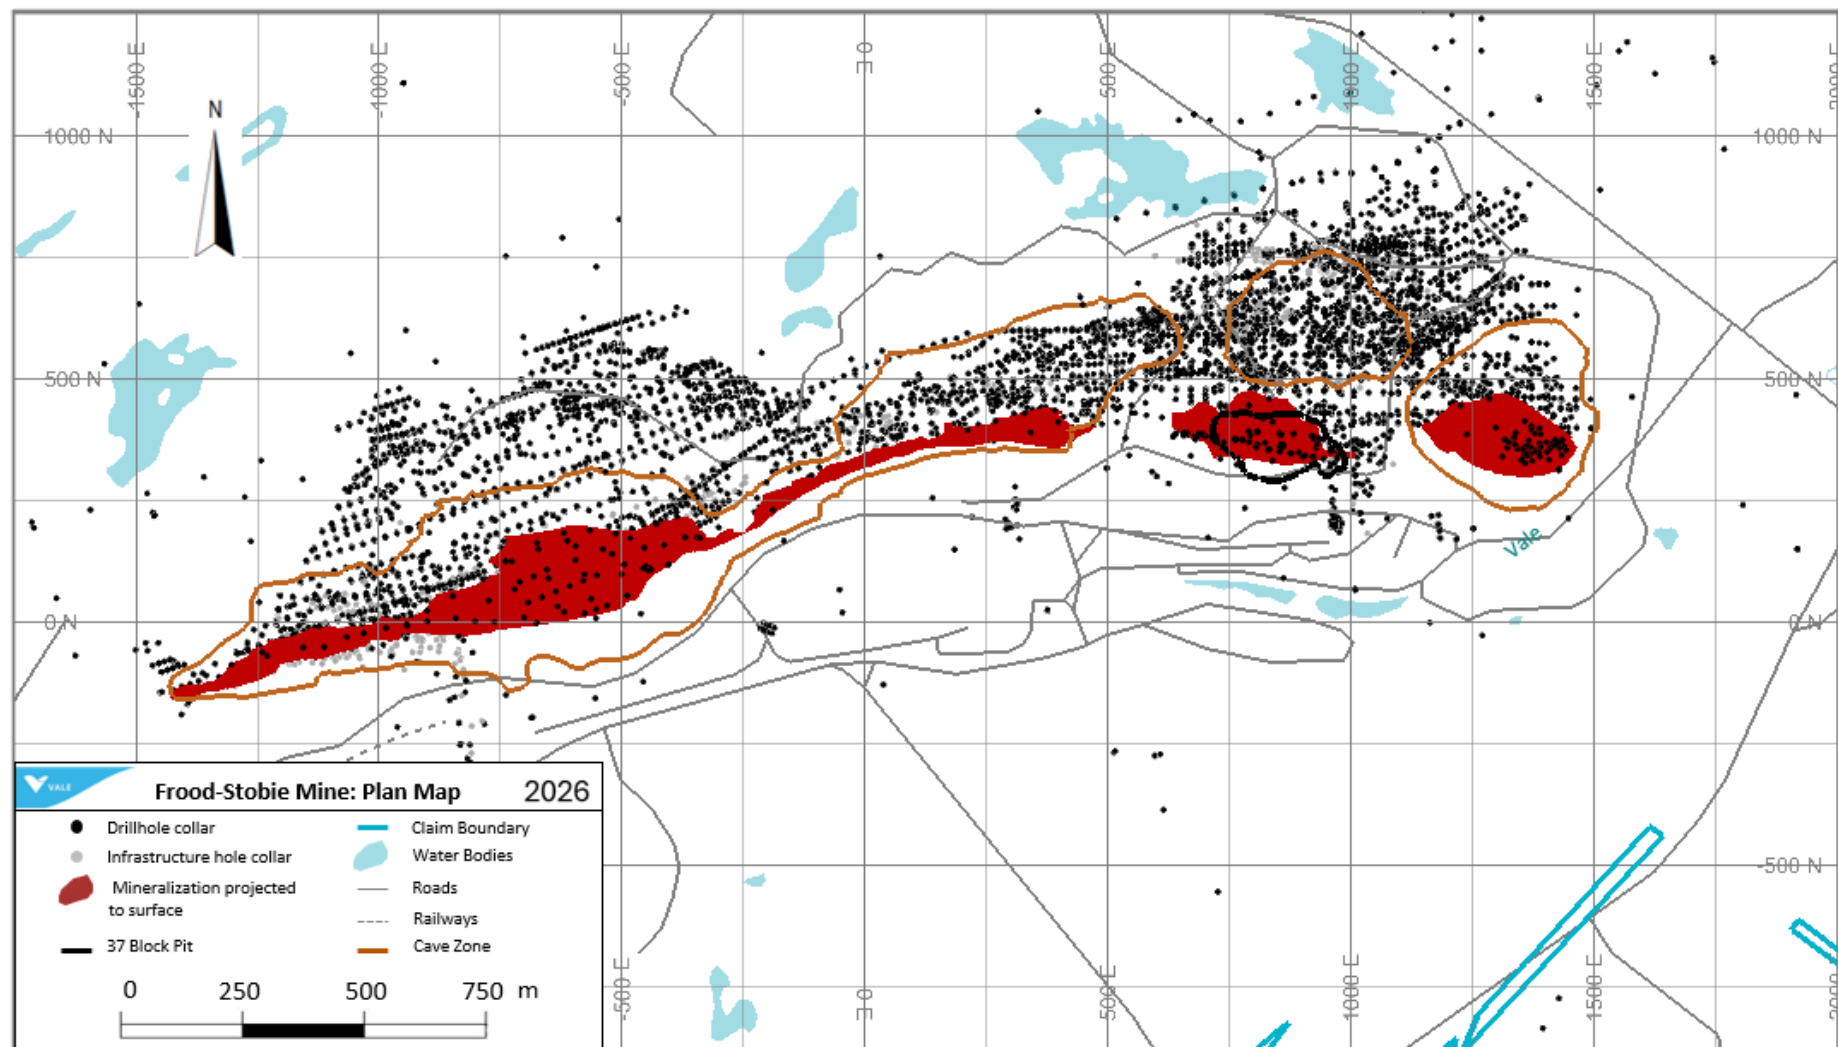 -1500 E
-1000 E
-500 E
0 E
500 E
1000 E
1500 E
N
1000 N
1000 N
500 N
500 N
Vale
0 N
0 N
VALE
Frood-Stobie Mine: Plan Map
2026
Drillhole collar
Claim Boundary
Infrastructure hole collar
Water Bodies
Mineralization projected
to surface
Roads
Railways
37 Block Pit
Cave Zone
0 250 500 750 m
-500 N
-500 E
0 E
500 E
1000 E
1500 E